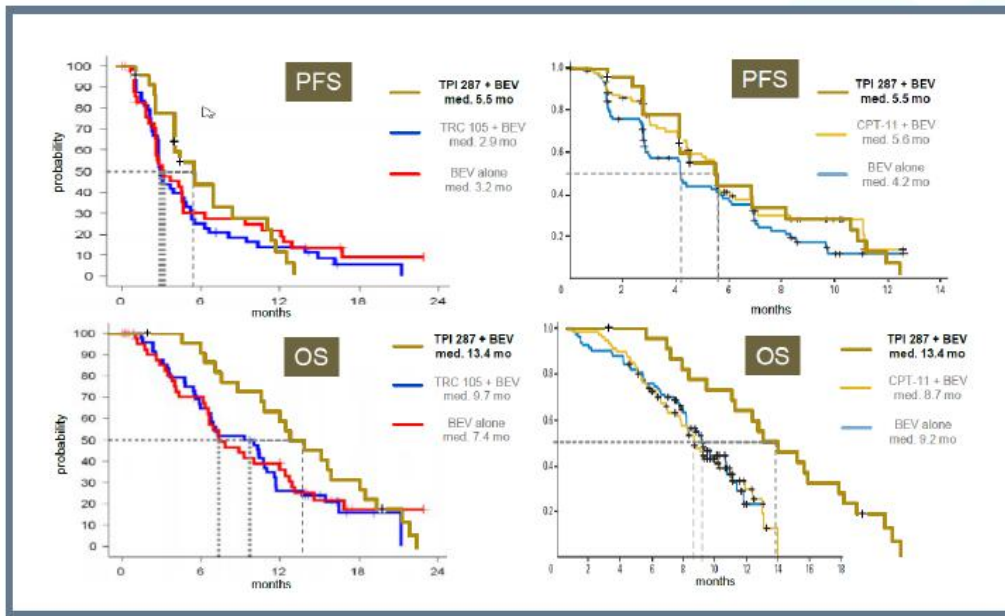 PFS
TPI 287 + BEV
med. 5.5 mo
TRC 105 + BEV
med. 2.9 mo
BEV alone
med. 3.2 mo
probability
100
90
80
70
60
50
40
30
20
10
0
0
6
12
18
24
months
PFS
TPI 287 + BEV
med. 5.5 mo
CPT-11 + BEV
med. 5.6 mo
BEV alone
med. 4.2 mo
1.0
0.8
0.6
0.4
0.2
0
2
4
6
8
10
12
14
months
OS
TPI 287 + BEV
med. 13.4 mo
TRC 105 + BEV
med. 9.7 mo
BEV alone
med. 7.4 mo
probability
100
90
80
70
60
50
40
30
20
10
0
0
6
12
18
24
months
OS
TPI 287 + BEV
med. 13.4 mo
CPT-11 + BEV
med. 8.7 mo
BEV alone
med. 9.2 mo
1.0
0.8
0.6
0.4
0.2
0
2
4
6
8
10
12
14
16
18
months